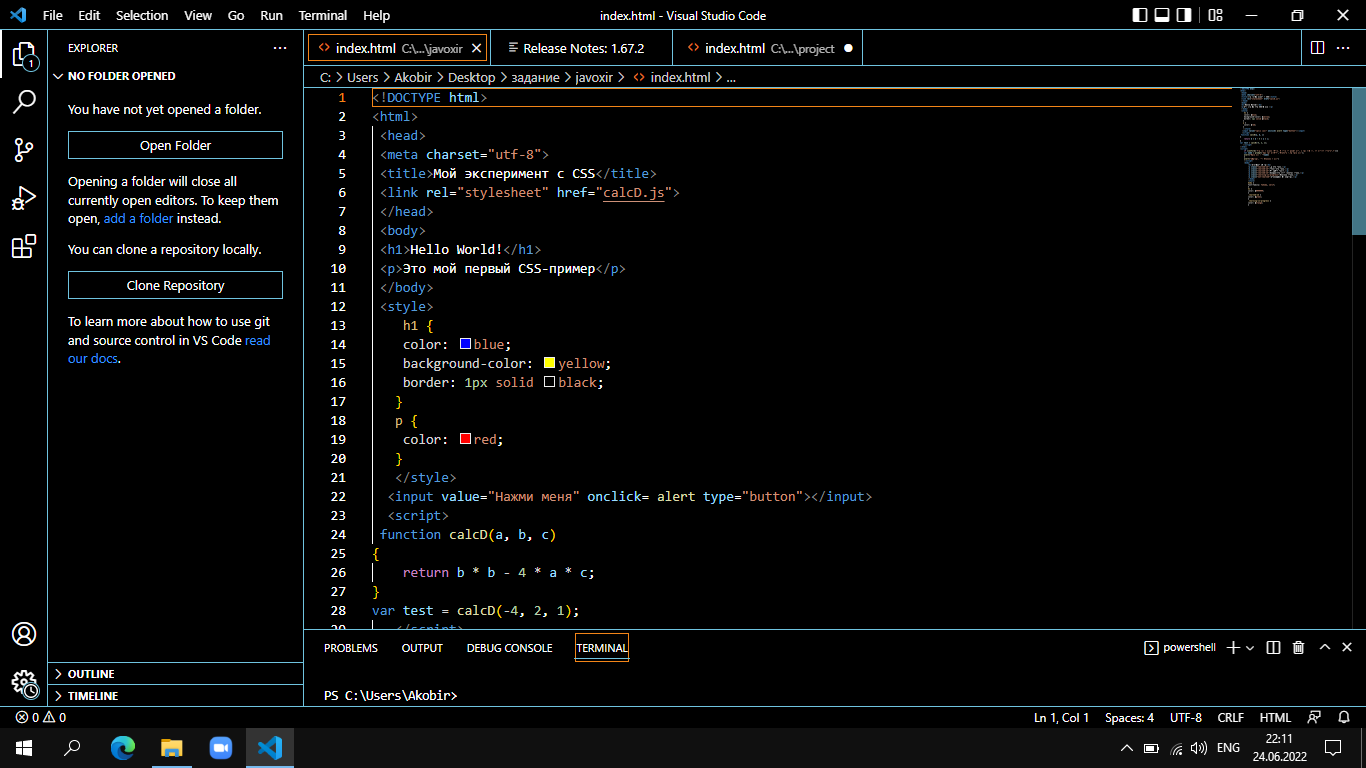 File Edit Selection View Go Run Terminal Help index.html - Visual Studio Code
EXPLORER
NO FOLDER OPENED
You have not yet opened a folder.
Open Folder
Opening a folder will close all
currently open editors. To keep them
open, add a folder instead.
You can clone a repository locally.
Clone Repository
To learn more about how to use git
and source control in VS Code read
our docs.
OUTLINE
TIMELINE
1
index.html C:\...\javoxir Release Notes: 1.67.2 index.html C:\...\project
C: > Users > Akobir > Desktop > задание > javoxir > index.html > ...
1 <!DOCTYPE html>
2 <html>
3 <head>
4 <meta charset="utf-8">
5 <title>Мой эксперимент с CSS</title>
6 <link rel="stylesheet" href="calcD.js">
7 </head>
8 <body>
9 <h1>Hello World!</h1>
10 <p>Это мой первый CSS-пример</p>
11 </body>
12 <style>
13 h1 {
14 color: blue;
15 background-color: yellow;
16 border: 1px solid black;
17 }
18 p {
19 color: red;
20 }
21 </style>
22 <input value="Нажми меня" onclick= alert type="button"></input>
23 <script>
24 function calcD(a, b, c)
25 {
26 return b * b - 4 * a * c;
27 }
28 var test = calcD(-4, 2, 1);
29 </script>
PROBLEMS OUTPUT DEBUG CONSOLE TERMINAL powershell
PS C:\Users\Akobir>
0 0 Ln 1, Col 1 Spaces: 4 UTF-8 CRLF HTML
ENG 22:11
24.06.2022